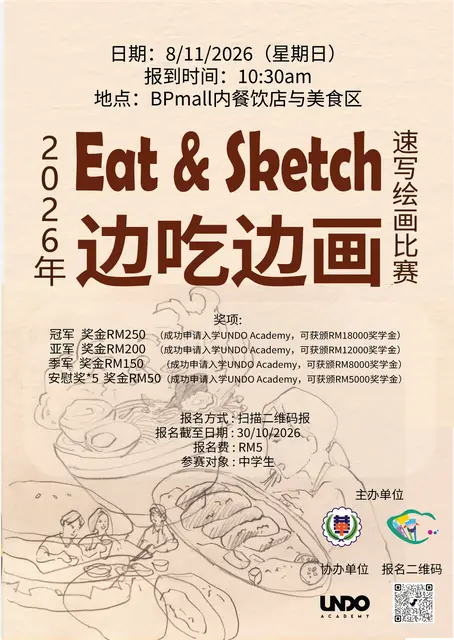 日期：8/11/2026（星期日）
报到时间：10:30am
地点：BPmall内餐饮店与美食区
2026年
Eat & Sketch
边吃边画
速写绘画比赛
奖项:
冠军 奖金RM250 （成功申请入学UNDO Academy，可获颁RM18000奖学金）
亚军 奖金RM200 （成功申请入学UNDO Academy，可获颁RM12000奖学金）
季军 奖金RM150 （成功申请入学UNDO Academy，可获颁RM8000奖学金）
安慰奖*5 奖金RM50（成功申请入学UNDO Academy，可获颁RM5000奖学金）
报名方式 : 扫描二维码报
报名截至日期 : 30/10/2026
报名费 : RM5
参赛对象 : 中学生
主办单位
协办单位
报名二维码
UNDO
ACADEMY